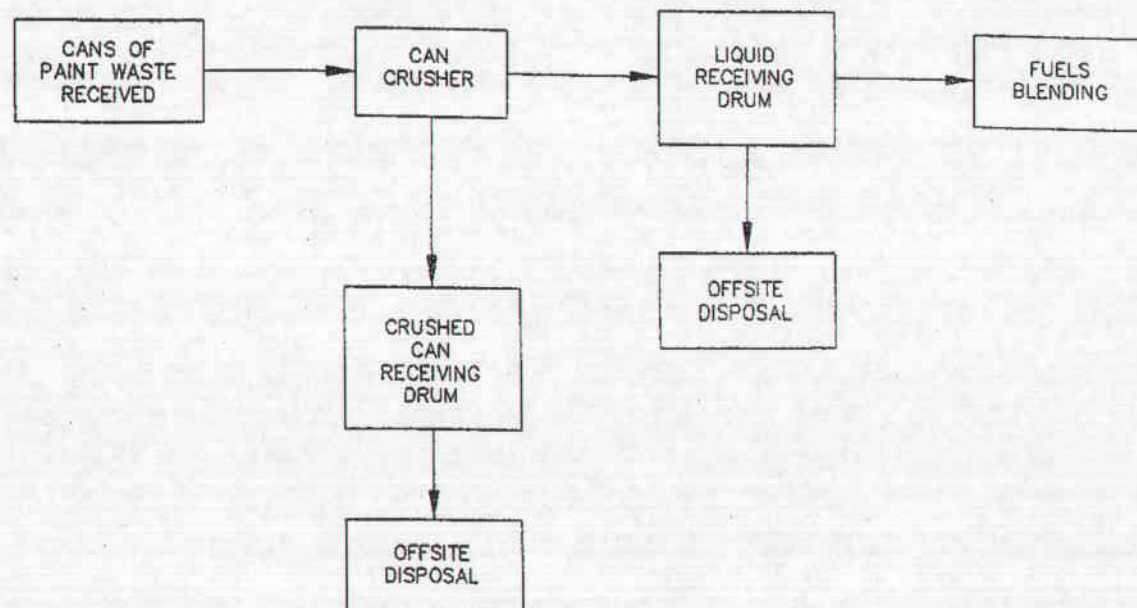 CANS OF
PAINT WASTE
RECEIVED
CAN
CRUSHER
LIQUID
RECEIVING
DRUM
FUELS
BLENDING
OFFSITE
DISPOSAL
CRUSHED
CAN
RECEIVING
DRUM
OFFSITE
DISPOSAL